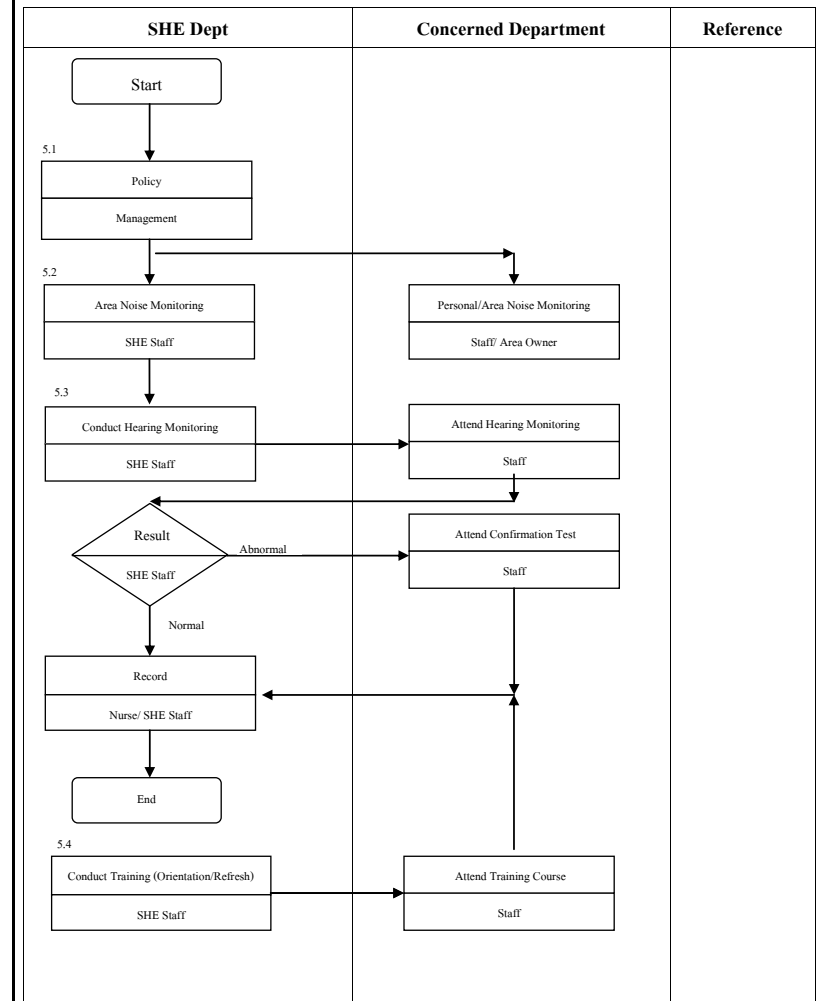 SHE Dept
Concerned Department
Reference
Start
5.1
Policy
Management
5.2
Area Noise Monitoring
SHE Staff
Personal/Area Noise Monitoring
Staff/ Area Owner
5.3
Conduct Hearing Monitoring
SHE Staff
Attend Hearing Monitoring
Staff
Result
SHE Staff
Abnormal
Attend Confirmation Test
Staff
Normal
Record
Nurse/ SHE Staff
End
5.4
Conduct Training (Orientation/Refresh)
SHE Staff
Attend Training Course
Staff